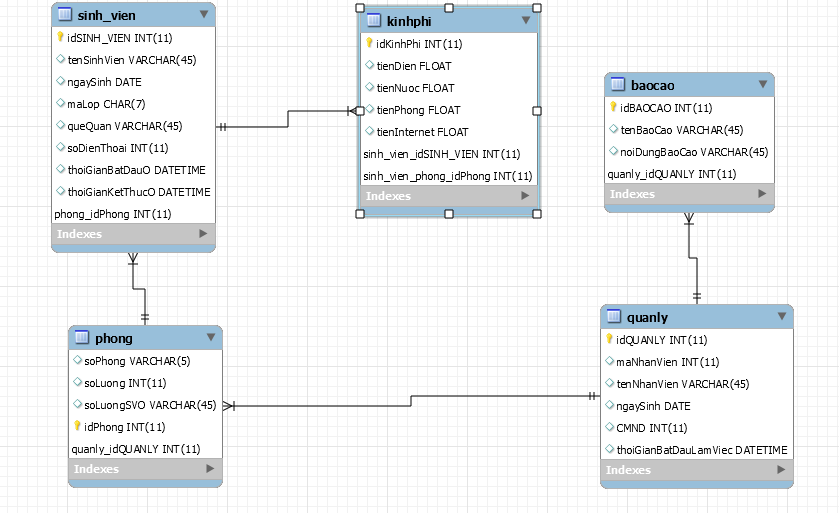 sinh_vien
idSINH_VIEN INT(11)
tenSinhVien VARCHAR(45)
ngaySinh DATE
maLop CHAR(7)
queQuan VARCHAR(45)
soDienThoai INT(11)
thoiGianBatDauO DATETIME
thoiGianKetThucO DATETIME
phong_idPhong INT(11)
Indexes
kinhphi
idKinhPhi INT(11)
tienDien FLOAT
tienNuoc FLOAT
tienPhong FLOAT
tienInternet FLOAT
sinh_vien_idSINH_VIEN INT(11)
sinh_vien_phong_idPhong INT(11)
Indexes
baocao
idBAOCAO INT(11)
tenBaoCao VARCHAR(45)
noiDungBaoCao VARCHAR(45)
quanly_idQUANLY INT(11)
Indexes
phong
soPhong VARCHAR(5)
soLuong INT(11)
soLuongSVO VARCHAR(45)
idPhong INT(11)
quanly_idQUANLY INT(11)
Indexes
quanly
idQUANLY INT(11)
maNhanVien INT(11)
tenNhanVien VARCHAR(45)
ngaySinh DATE
CMND INT(11)
thoiGianBatDauLamViec DATETIME
Indexes